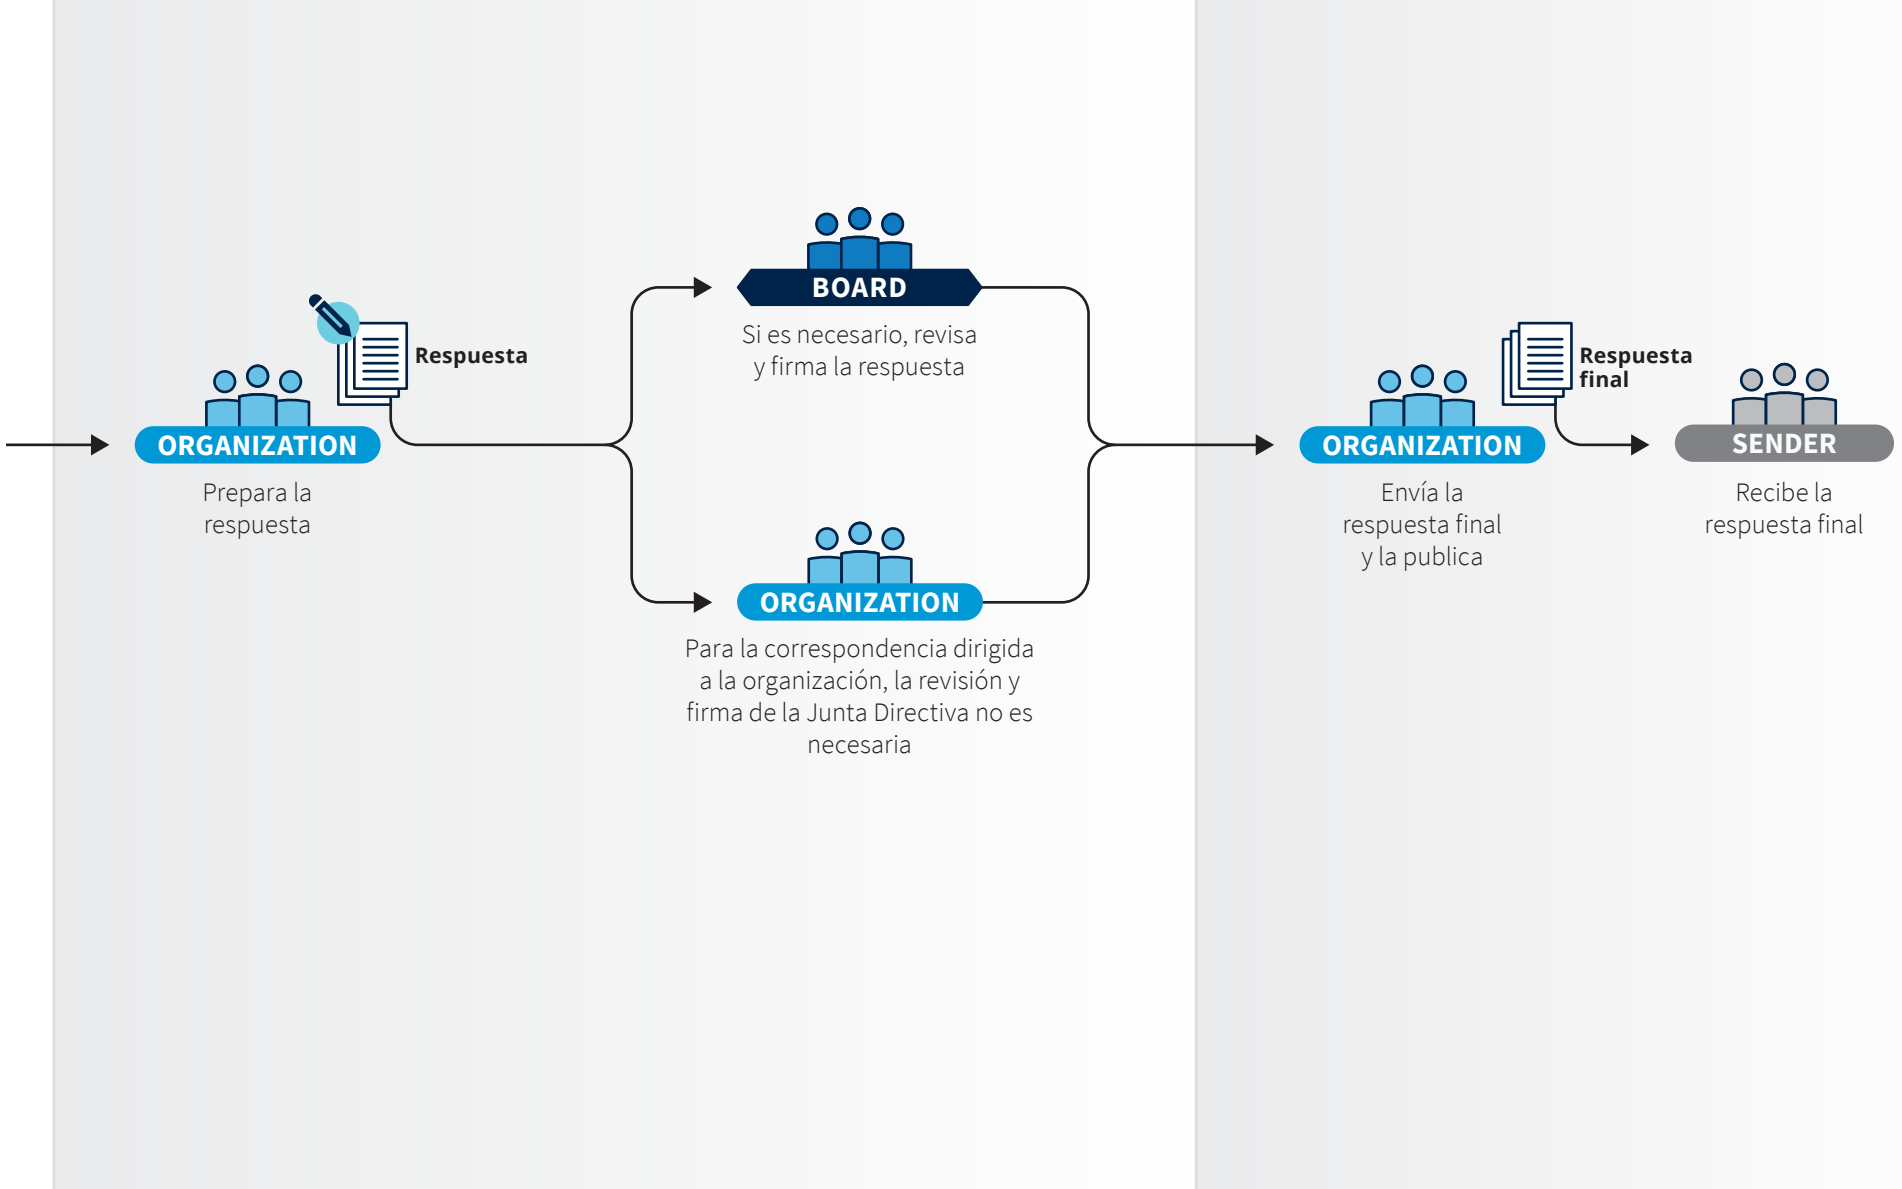 Respuesta
ORGANIZATION
Prepara la
respuesta
BOARD
Si es necesario, revisa
y firma la respuesta
ORGANIZATION
Para la correspondencia dirigida
a la organización, la revisión y
firma de la Junta Directiva no es
necesaria
ORGANIZATION
Envía la
respuesta final
y la publica
Respuesta
final
SENDER
Recibe la
respuesta final